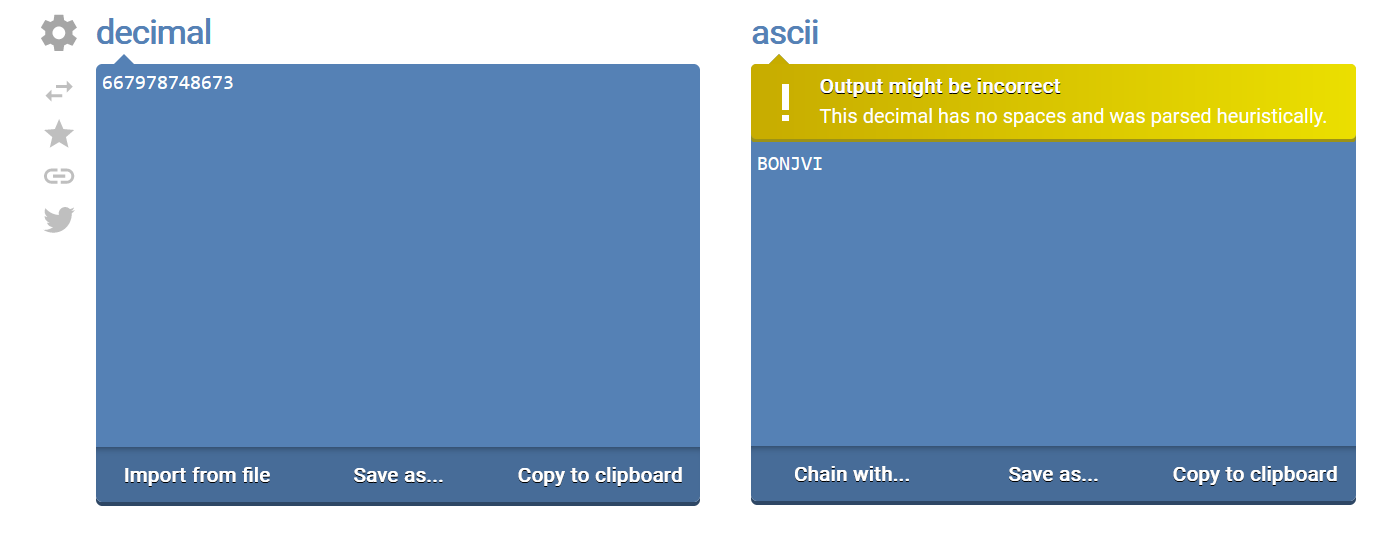 decimal
667978748673
Import from file
Save as...
Copy to clipboard
ascii
!
Output might be incorrect
This decimal has no spaces and was parsed heuristically.
BONJVI
Chain with...
Save as...
Copy to clipboard